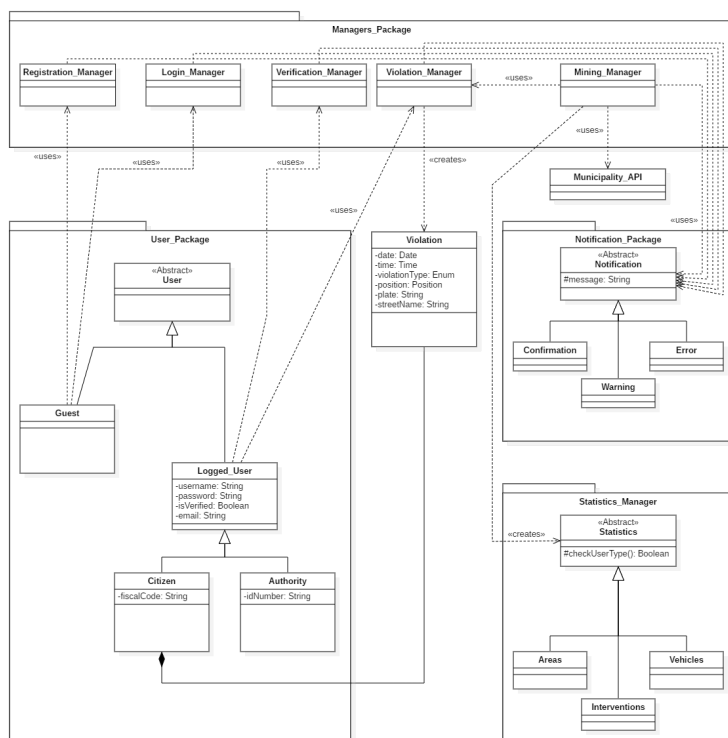 Managers_Package
Registration_Manager
Login_Manager
Verification_Manager
Violation_Manager
Mining_Manager
«uses»
«uses»
«uses»
«uses»
«uses»
«creates»
«uses»
«uses»
Municipality_API
User_Package
«Abstract»
User
Guest
Logged_User
-username: String
-password: String
-isVerified: Boolean
-email: String
Citizen
-fiscalCode: String
Authority
-idNumber: String
Violation
-date: Date
-time: Time
-violationType: Enum
-position: Position
-plate: String
-streetName: String
Notification_Package
«Abstract»
Notification
#message: String
Confirmation
Error
Warning
Statistics_Manager
«creates»
«Abstract»
Statistics
#checkUserType(): Boolean
Areas
Vehicles
Interventions